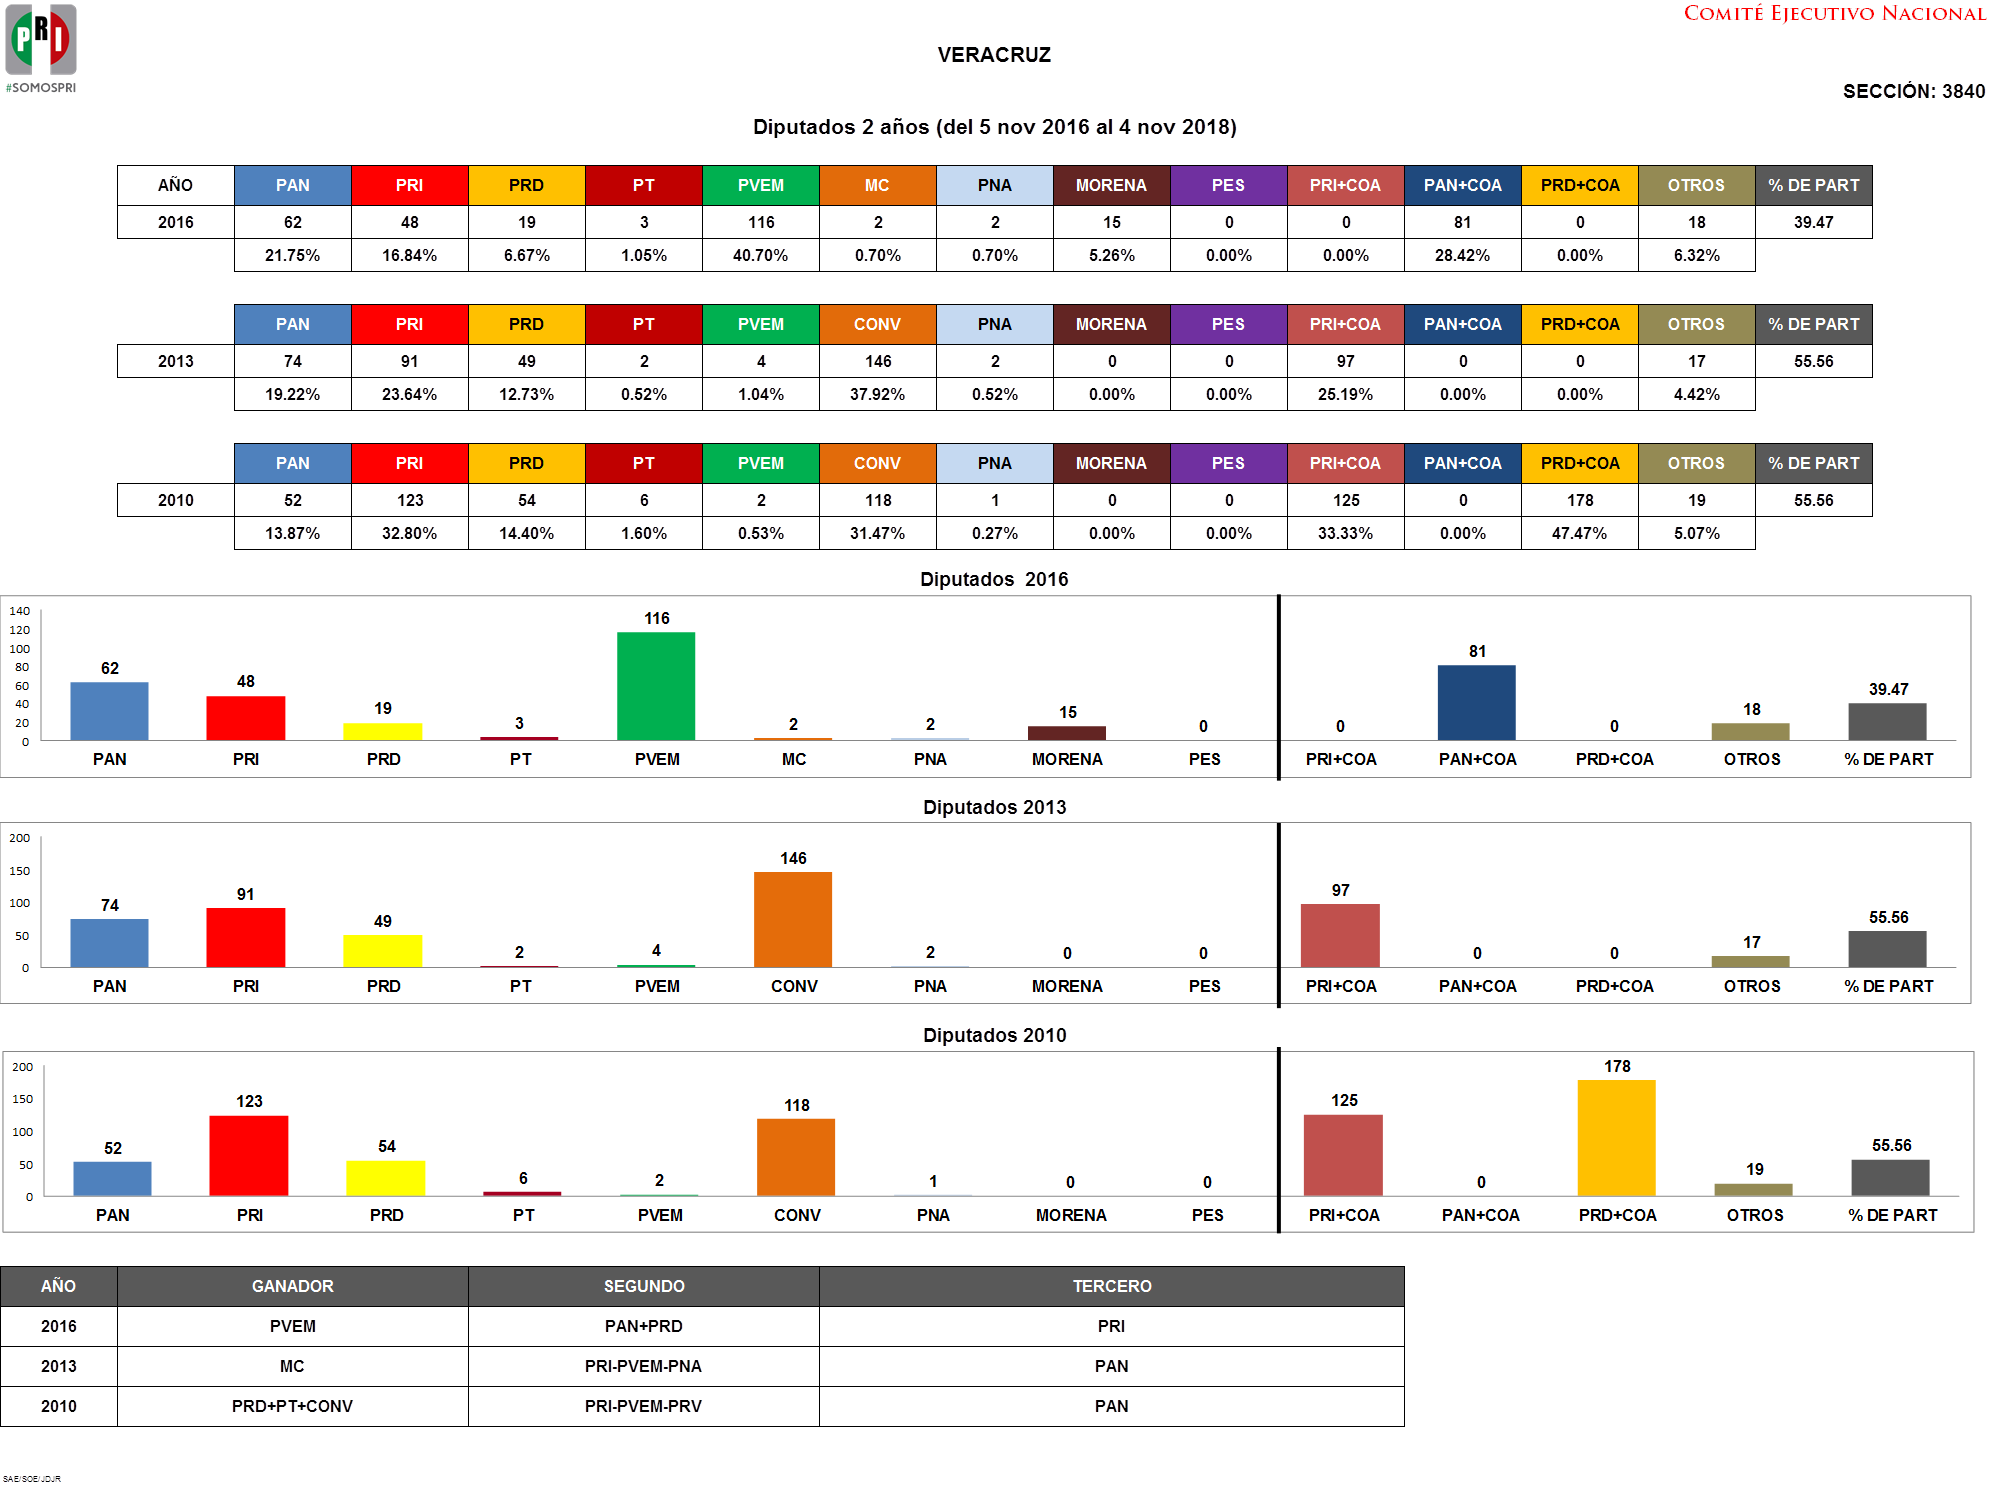 COMITÉ EJECUTIVO NACIONAL
PRI
#SOMOSPRI
VERACRUZ
SECCIÓN: 3840
Diputados 2 años (del 5 nov 2016 al 4 nov 2018)
AÑO PAN PRI PRD PT PVEM MC PNA MORENA PES PRI+COA PAN+COA PRD+COA OTROS % DE PART
2016 62 48 19 3 116 2 2 15 0 0 81 0 18 39.47
21.75% 16.84% 6.67% 1.05% 40.70% 0.70% 0.70% 5.26% 0.00% 0.00% 28.42% 0.00% 6.32%
PAN PRI PRD PT PVEM CONV PNA MORENA PES PRI+COA PAN+COA PRD+COA OTROS % DE PART
2013 74 91 49 2 4 146 2 0 0 97 0 0 17 55.56
19.22% 23.64% 12.73% 0.52% 1.04% 37.92% 0.52% 0.00% 0.00% 25.19% 0.00% 0.00% 4.42%
PAN PRI PRD PT PVEM CONV PNA MORENA PES PRI+COA PAN+COA PRD+COA OTROS % DE PART
2010 52 123 54 6 2 118 1 0 0 125 0 178 19 55.56
13.87% 32.80% 14.40% 1.60% 0.53% 31.47% 0.27% 0.00% 0.00% 33.33% 0.00% 47.47% 5.07%
Diputados 2016
140
120
100
80
60
40
20
0
62 48 19 3 116 2 2 15 0 0 81 0 18 39.47
PAN PRI PRD PT PVEM MC PNA MORENA PES PRI+COA PAN+COA PRD+COA OTROS % DE PART
Diputados 2013
200
150
100
50
0
74 91 49 2 4 146 2 0 0 97 0 0 17 55.56
PAN PRI PRD PT PVEM CONV PNA MORENA PES PRI+COA PAN+COA PRD+COA OTROS % DE PART
Diputados 2010
200
150
100
50
0
52 123 54 6 2 118 1 0 0 125 0 178 19 55.56
PAN PRI PRD PT PVEM CONV PNA MORENA PES PRI+COA PAN+COA PRD+COA OTROS % DE PART
AÑO GANADOR SEGUNDO TERCERO
2016 PVEM PAN+PRD PRI
2013 MC PRI-PVEM-PNA PAN
2010 PRD+PT+CONV PRI-PVEM-PRV PAN
SAE/SOE/JDJR